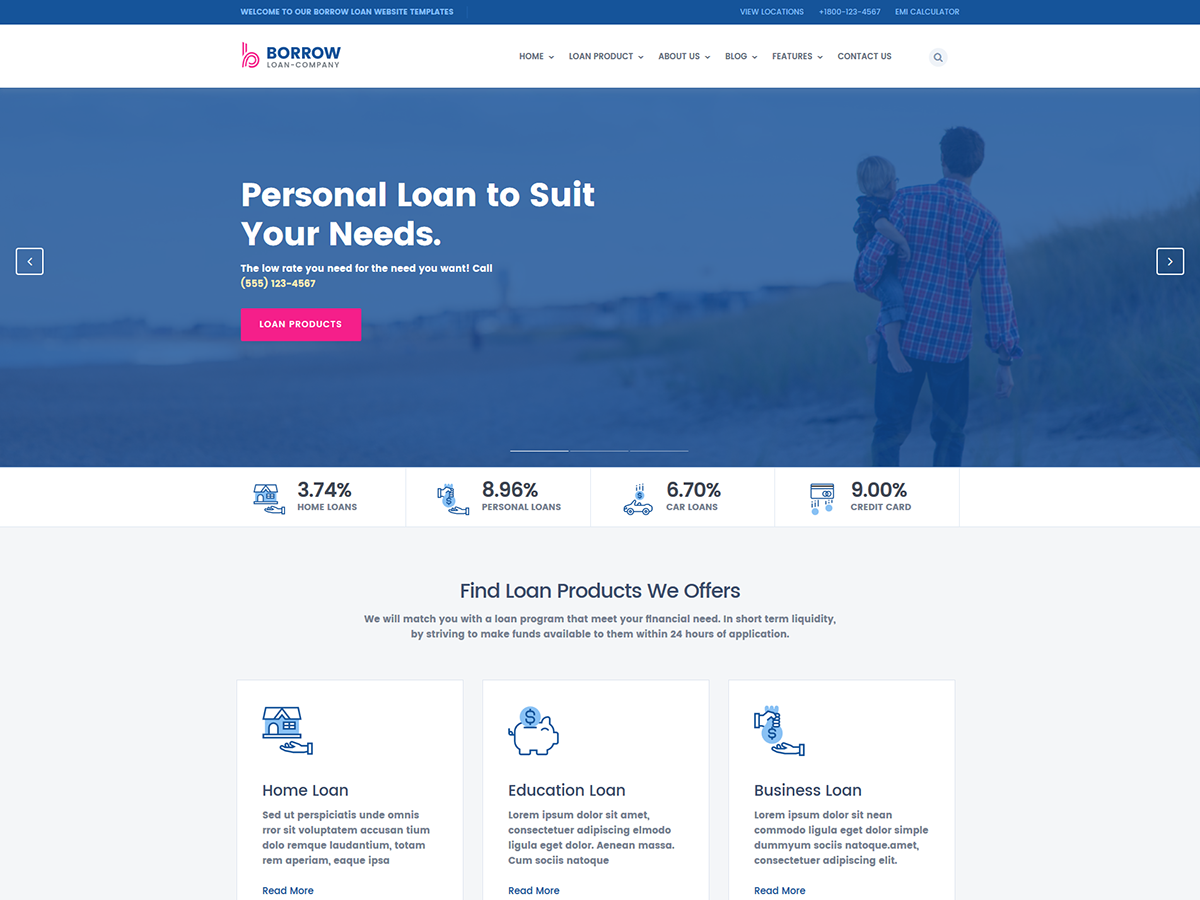 WELCOME TO OUR BORROW LOAN WEBSITE TEMPLATES
VIEW LOCATIONS +1800-123-4567 EMI CALCULATOR
BORROW
LOAN-COMPANY
HOME LOAN PRODUCT ABOUT US BLOG FEATURES CONTACT US
Personal Loan to Suit
Your Needs.
The low rate you need for the need you want! Call
(555) 123-4567
LOAN PRODUCTS
3.74%
HOME LOANS
8.96%
PERSONAL LOANS
6.70%
CAR LOANS
9.00%
CREDIT CARD
Find Loan Products We Offers
We will match you with a loan program that meet your financial need. In short term liquidity,
by striving to make funds available to them within 24 hours of application.
Home Loan
Sed ut perspiciatis unde omnis
rror sit voluptatem accusan tium
dolo remque laudantium, totam
rem aperiam, eaque ipsa
Read More
Education Loan
Lorem ipsum dolor sit amet,
consectetuer adipiscing elmodo
ligula eget dolor. Aenean massa.
Cum sociis natoque
Read More
Business Loan
Lorem ipsum dolor sit nean
commodo ligula eget dolor simple
dummyum sociis natoque.amet,
consectetuer adipiscing elit.
Read More